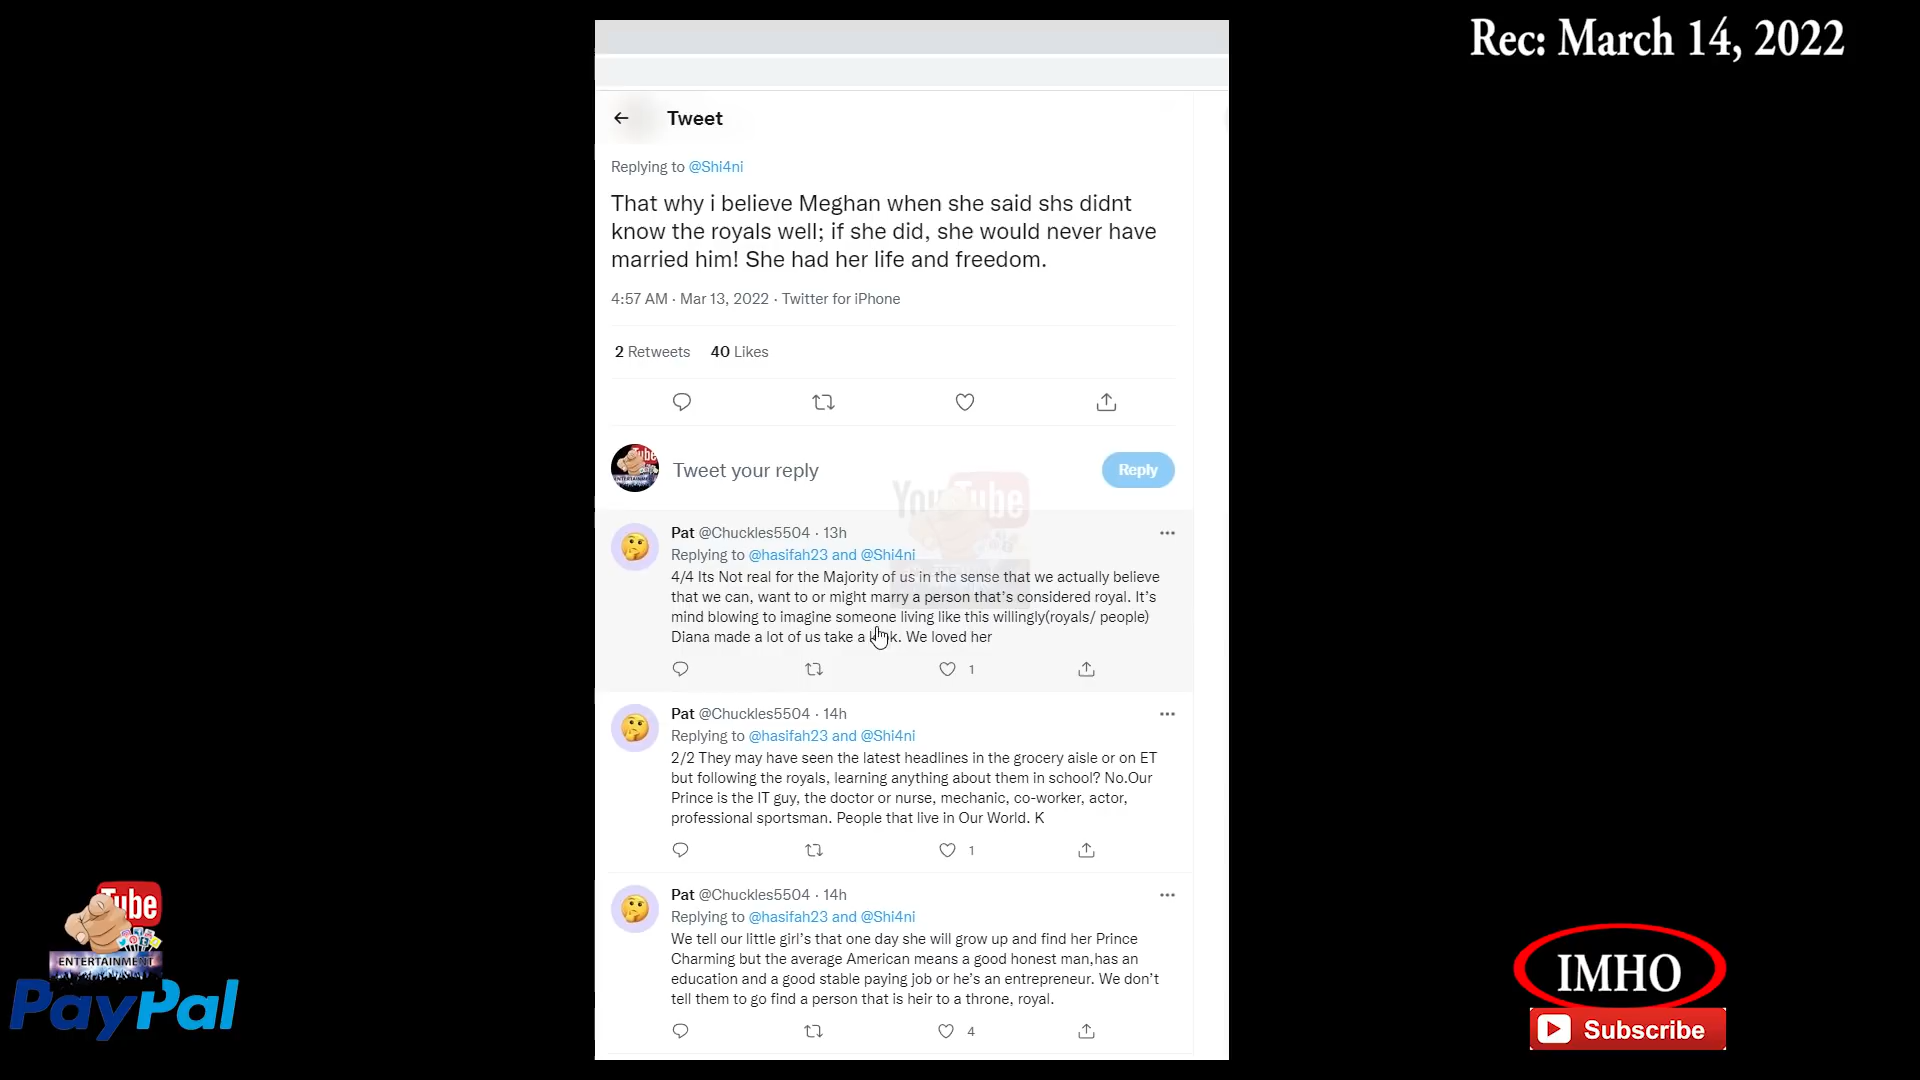 Rec: March 14, 2022
Tweet
Replying to @Shi4ni
That why i believe Meghan when she said shs didnt
know the royals well; if she did, she would never have
married him! She had her life and freedom.
4:57 AM · Mar 13, 2022 · Twitter for iPhone
2 Retweets 40 Likes
Tweet your reply
Reply
YouTube
Pat @Chuckles5504 · 13h
Replying to @hasifah23 and @Shi4ni
4/4 Its Not real for the Majority of us in the sense that we actually believe
that we can, want to or might marry a person that's considered royal. It's
mind blowing to imagine someone living like this willingly(royals/ people)
Diana made a lot of us take a look. We loved her
1
Pat @Chuckles5504 · 14h
Replying to @hasifah23 and @Shi4ni
2/2 They may have seen the latest headlines in the grocery aisle or on ET
but following the royals, learning anything about them in school? No.Our
Prince is the IT guy, the doctor or nurse, mechanic, co-worker, actor,
professional sportsman. People that live in Our World. K
1
Pat @Chuckles5504 · 14h
Replying to @hasifah23 and @Shi4ni
We tell our little girl's that one day she will grow up and find her Prince
Charming but the average American means a good honest man,has an
education and a good stable paying job or he's an entrepreneur. We don't
tell them to go find a person that is heir to a throne, royal.
4
Tube
ENTERTAINMENT
PayPal
IMHO
Subscribe